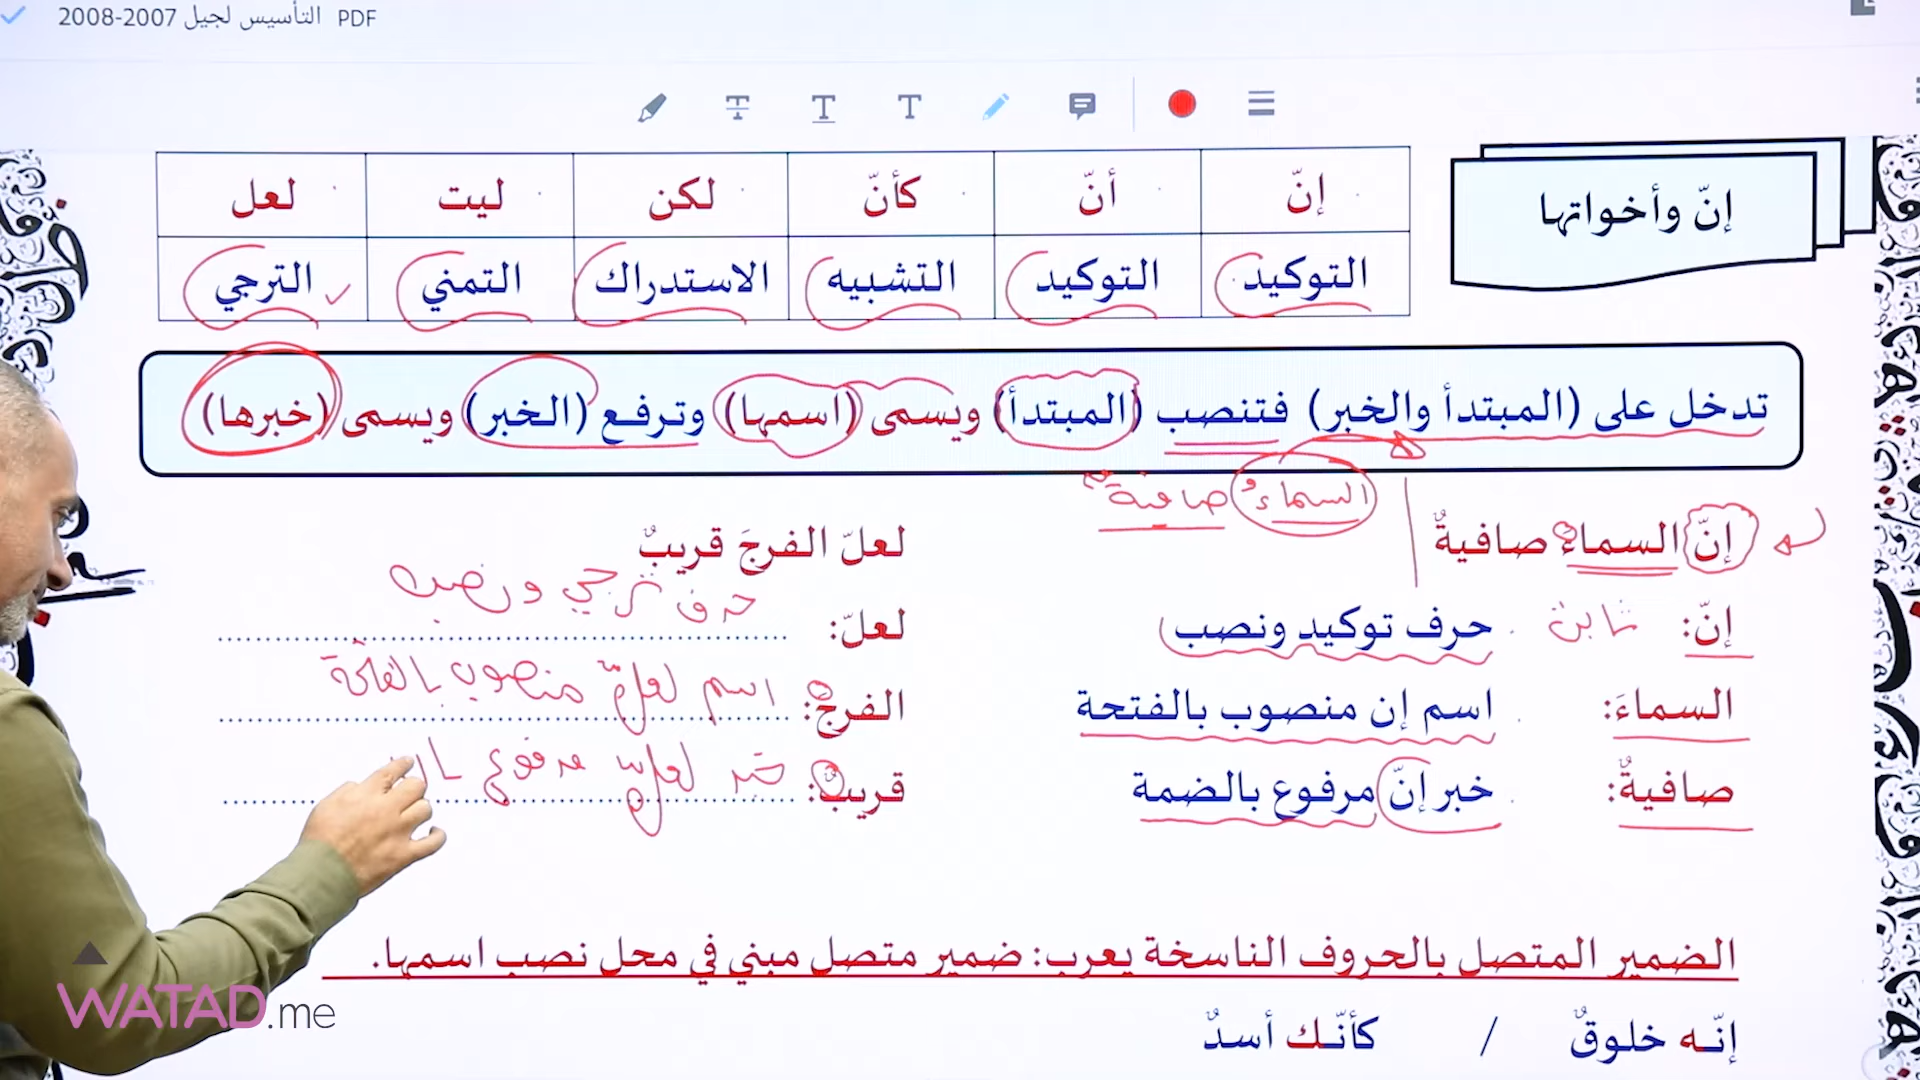 التأسيس لجيل 2007-2008 PDF
إنّ وأخواتها
إنّ أنّ كأنّ لكن ليت لعل
التوكيد التوكيد التشبيه الاستدراك التمني الترجي
تدخل على (المبتدأ والخبر) فتنصب (المبتدأ) ويسمى (اسمها) وترفع (الخبر) ويسمى (خبرها)
السماءُ صافيةٌ
إنّ السماءَ صافيةٌ
إنّ: ثابت حرف توكيد ونصب
السماءَ: اسم إن منصوب بالفتحة
صافيةٌ: خبر إنّ مرفوع بالضمة
لعلّ الفرجَ قريبٌ
لعلّ: حرف ترجي ونصب
الفرجَ: اسم لعلّ منصوب بالفتحة
قريبٌ: خبر لعلّ مرفوع
الضمير المتصل بالحروف الناسخة يعرب: ضمير متصل مبني في محل نصب اسمها.
إنّـه خلوقٌ / كأنّـك أسدٌ
WATAD.me